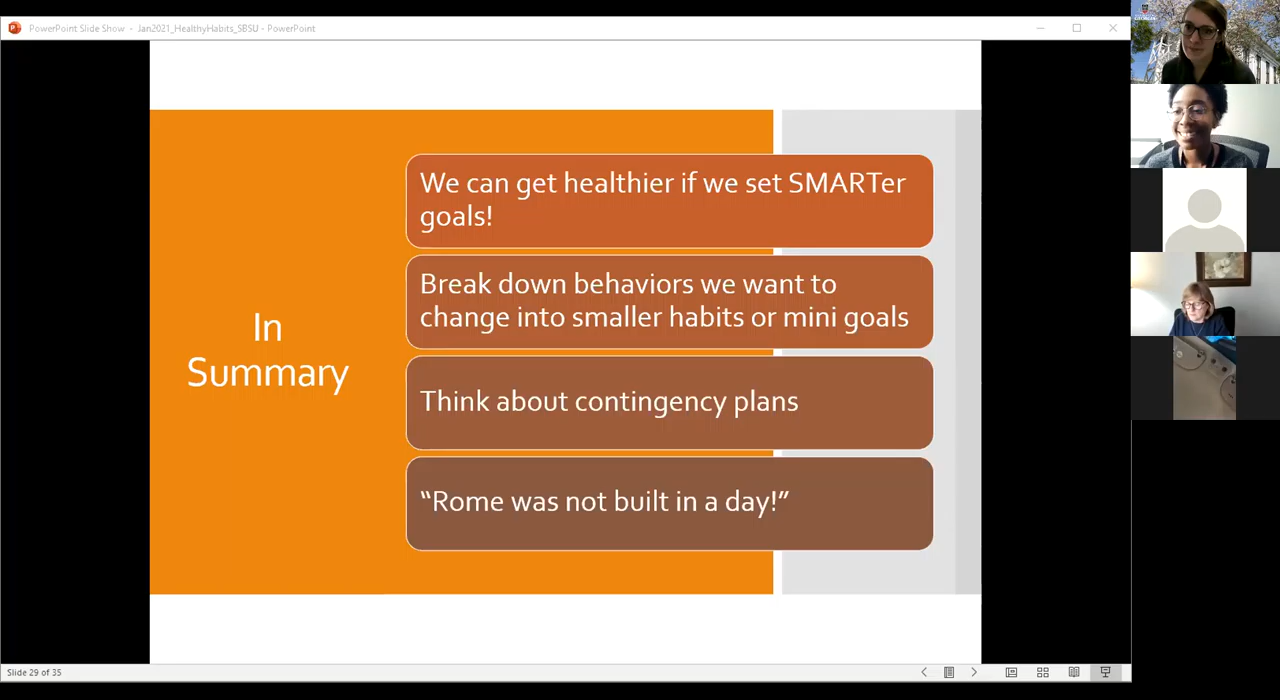 PowerPoint Slide Show - Jan2021_HealthyHabits_SBSU - PowerPoint
In
Summary
We can get healthier if we set SMARTer
goals!
Break down behaviors we want to
change into smaller habits or mini goals
Think about contingency plans
“Rome was not built in a day!”
Slide 29 of 35